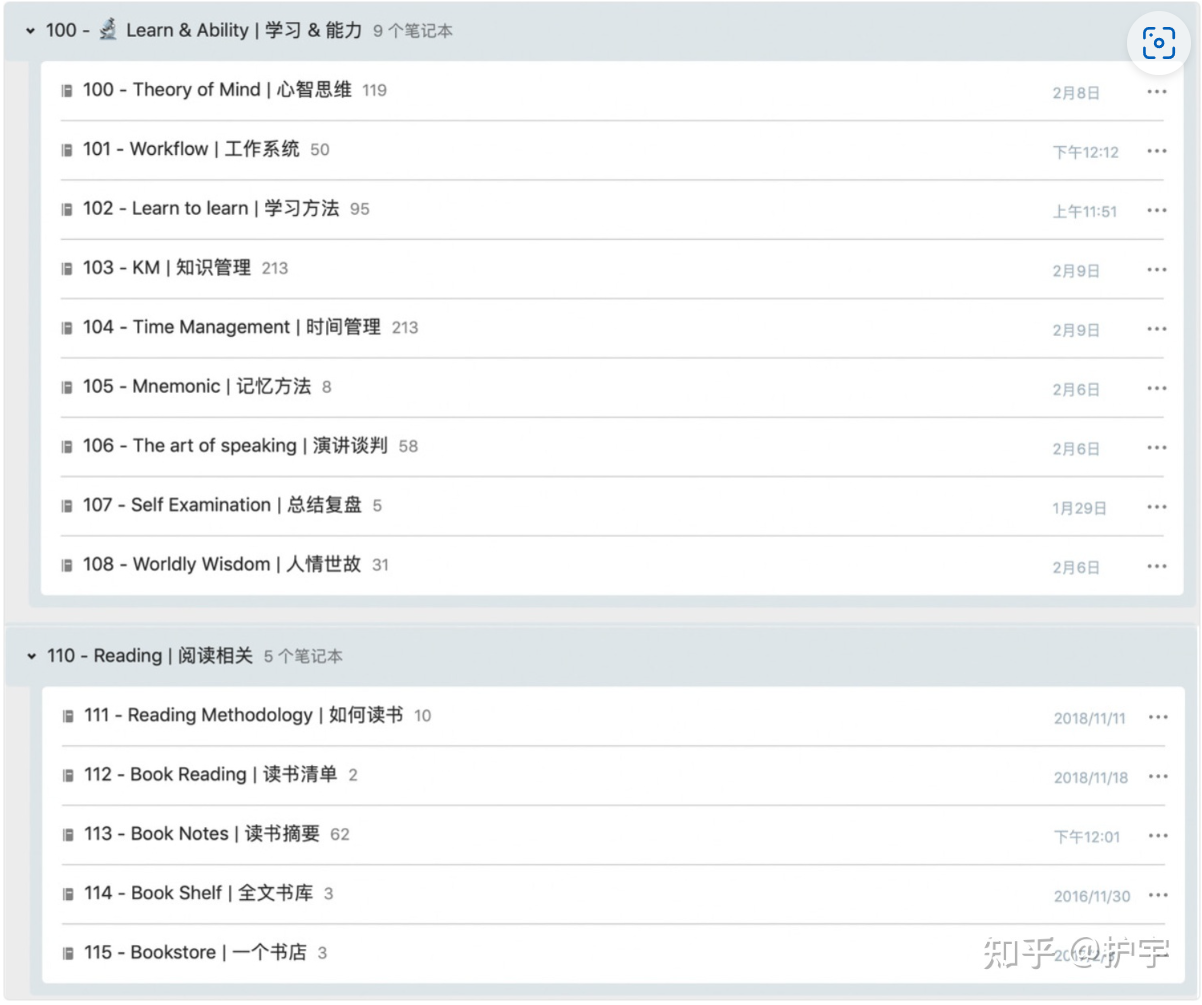 100 - 🔬 Learn & Ability | 学习 & 能力 9 个笔记本
100 - Theory of Mind | 心智思维 119 2月8日
101 - Workflow | 工作系统 50 下午12:12
102 - Learn to learn | 学习方法 95 上午11:51
103 - KM | 知识管理 213 2月9日
104 - Time Management | 时间管理 213 2月9日
105 - Mnemonic | 记忆方法 8 2月6日
106 - The art of speaking | 演讲谈判 58 2月6日
107 - Self Examination | 总结复盘 5 1月29日
108 - Worldly Wisdom | 人情世故 31 2月6日
110 - Reading | 阅读相关 5 个笔记本
111 - Reading Methodology | 如何读书 10 2018/11/11
112 - Book Reading | 读书清单 2 2018/11/18
113 - Book Notes | 读书摘要 62 下午12:01
114 - Book Shelf | 全文书库 3 2016/11/30
115 - Bookstore | 一个书店 3
知乎 @护宇